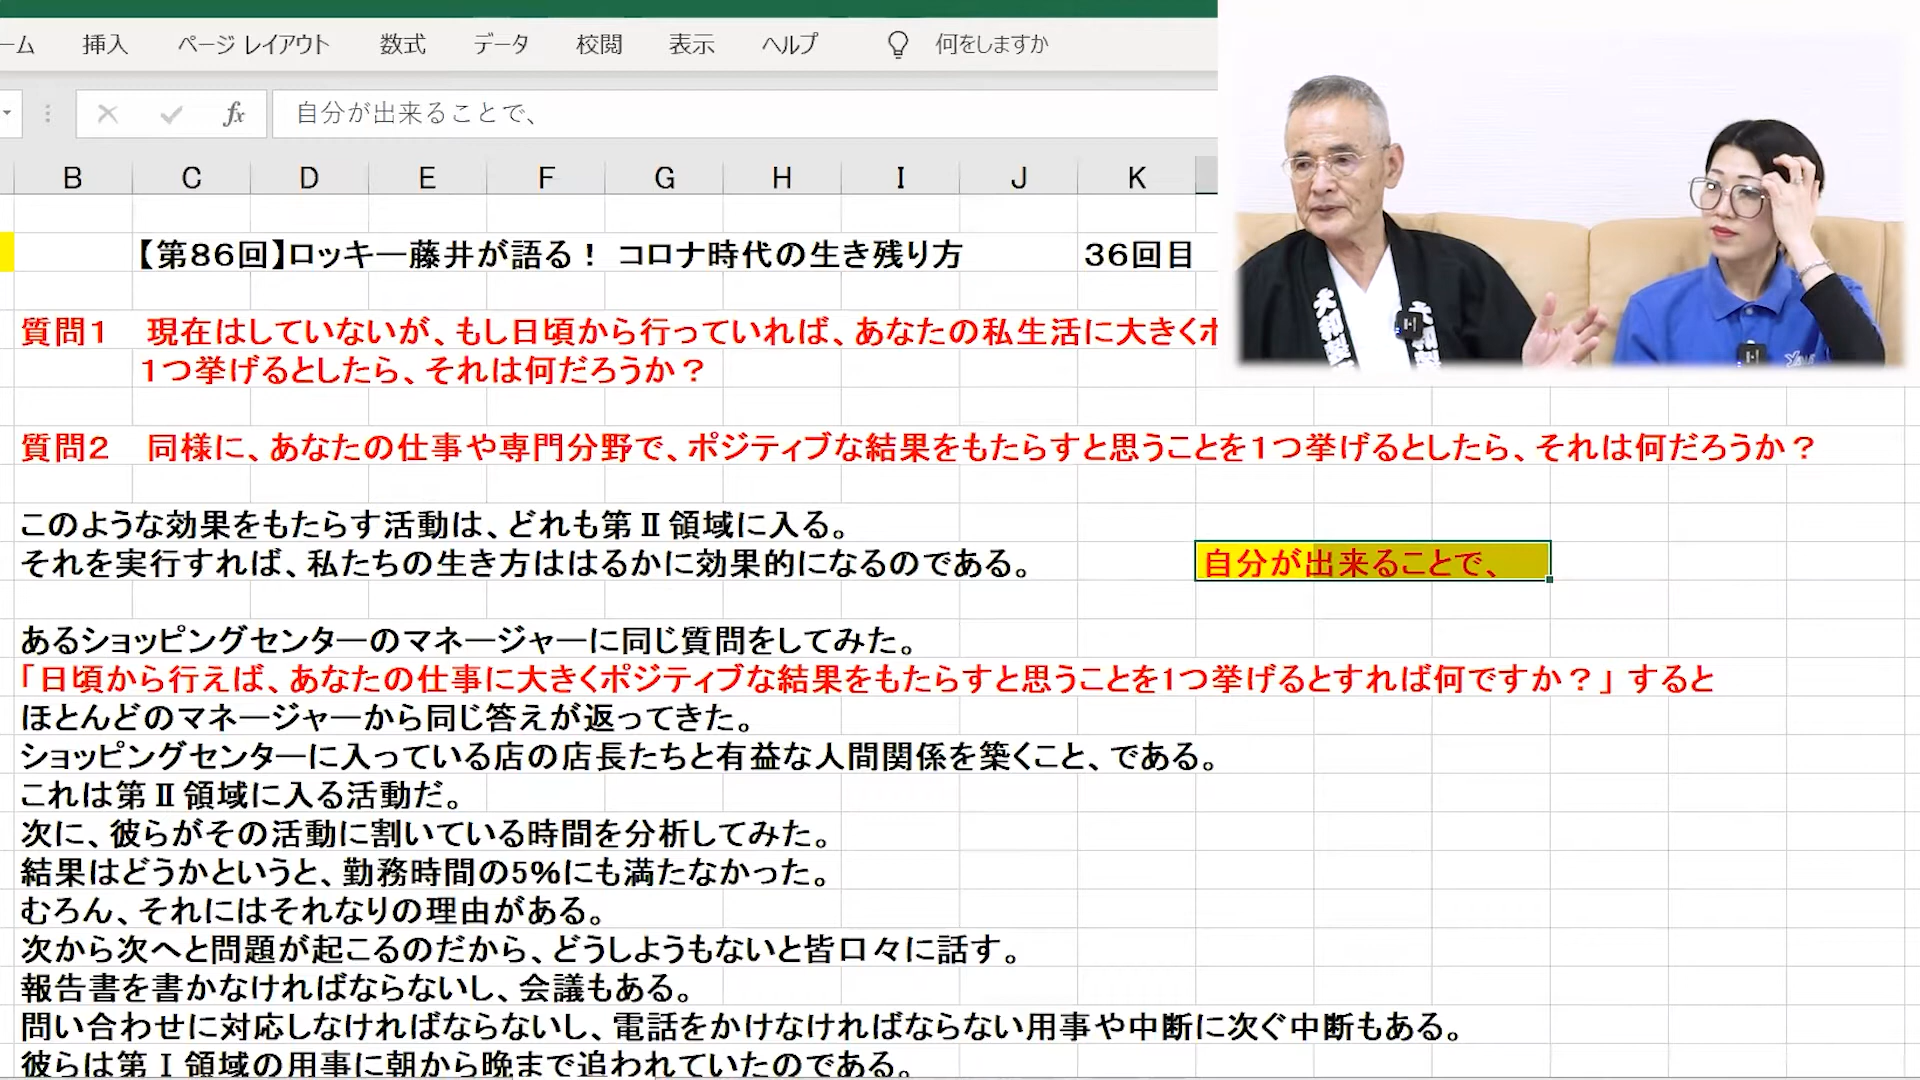 ーム 挿入 ページ レイアウト 数式 データ 校閲 表示 ヘルプ 何をしますか
fx 自分が出来ることで、
B C D E F G H I J K
【第86回】ロッキー藤井が語る！ コロナ時代の生き残り方 36回目
質問１ 現在はしていないが、もし日頃から行っていれば、あなたの私生活に大きくポ
１つ挙げるとしたら、それは何だろうか？
質問２ 同様に、あなたの仕事や専門分野で、ポジティブな結果をもたらすと思うことを１つ挙げるとしたら、それは何だろうか？
このような効果をもたらす活動は、どれも第Ⅱ領域に入る。
それを実行すれば、私たちの生き方ははるかに効果的になるのである。 自分が出来ることで、
あるショッピングセンターのマネージャーに同じ質問をしてみた。
「日頃から行えば、あなたの仕事に大きくポジティブな結果をもたらすと思うことを1つ挙げるとすれば何ですか？」 すると
ほとんどのマネージャーから同じ答えが返ってきた。
ショッピングセンターに入っている店の店長たちと有益な人間関係を築くこと、である。
これは第Ⅱ領域に入る活動だ。
次に、彼らがその活動に割いている時間を分析してみた。
結果はどうかというと、勤務時間の5%にも満たなかった。
むろん、それにはそれなりの理由がある。
次から次へと問題が起こるのだから、どうしようもないと皆口々に話す。
報告書を書かなければならないし、会議もある。
問い合わせに対応しなければならないし、電話をかけなければならない用事や中断に次ぐ中断もある。
彼らは第Ⅰ領域の用事に朝から晩まで追われていたのである。